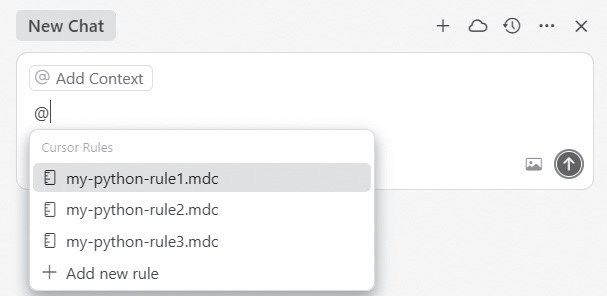 New Chat
@ Add Context
@
Cursor Rules
my-python-rule1.mdc
my-python-rule2.mdc
my-python-rule3.mdc
+ Add new rule